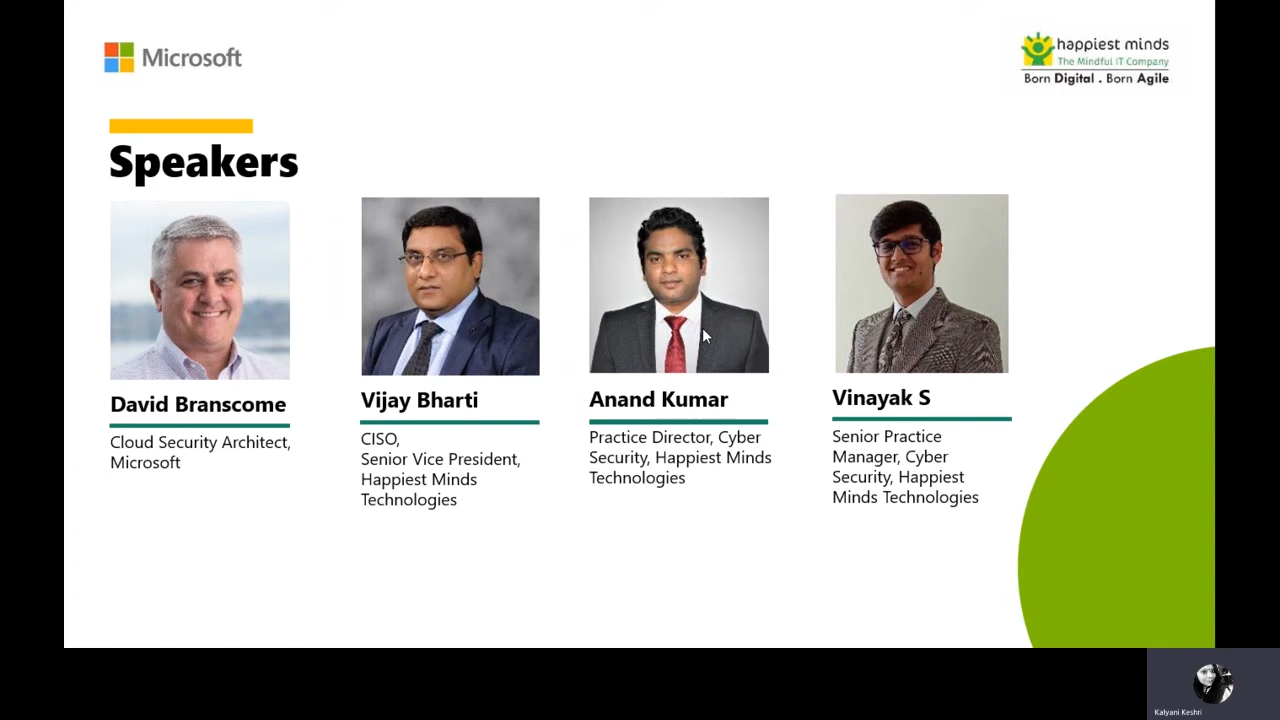 Microsoft
happiest minds
The Mindful IT Company
Born Digital . Born Agile
Speakers
David Branscome
Cloud Security Architect,
Microsoft
Vijay Bharti
CISO,
Senior Vice President,
Happiest Minds
Technologies
Anand Kumar
Practice Director, Cyber
Security, Happiest Minds
Technologies
Vinayak S
Senior Practice
Manager, Cyber
Security, Happiest
Minds Technologies
Kalyani Keshri